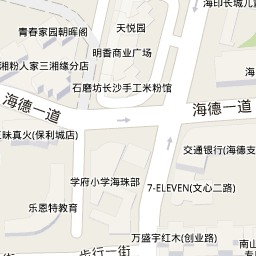 海印长城儿
天悦园
青春家园朝晖阁
明香商业广场
湘粉人家三湘缘分店
海
石磨坊长沙手工米粉馆
海德一道
海德一道
三昧真火(保利城店)
交通银行(海德支
学府小学海珠部
7-ELEVEN(文心二路)
乐恩特教育
万盛宇红木(创业路)
南山
步行一街